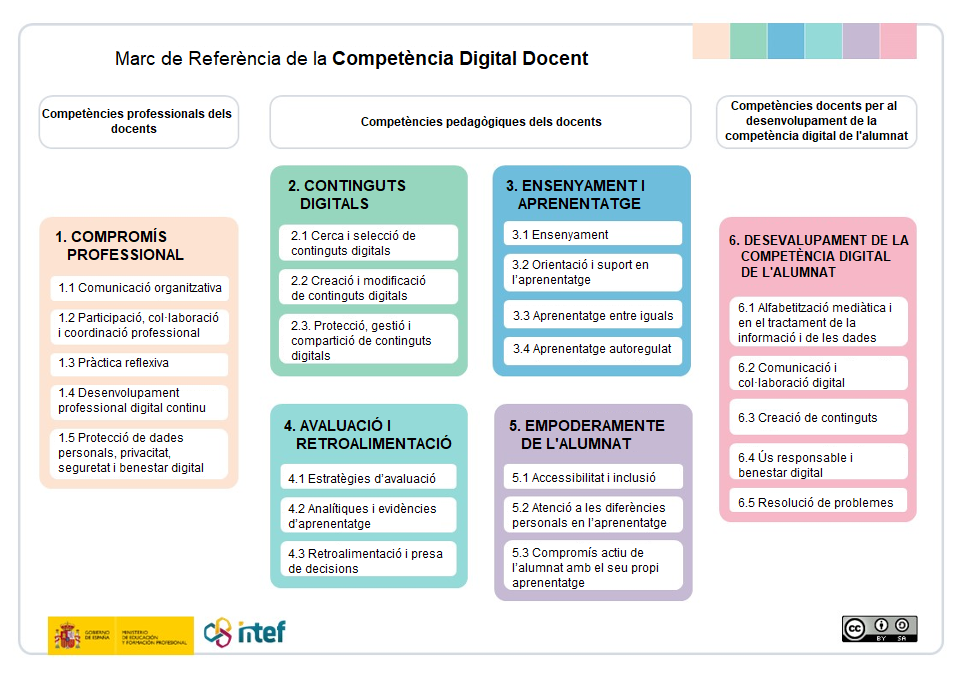 Marc de Referència de la Competència Digital Docent
Competències professionals dels
docents
Competències pedagògiques dels docents
Competències docents per al
desenvolupament de la
competència digital de l'alumnat
1. COMPROMÍS
PROFESSIONAL
1.1 Comunicació organitzativa
1.2 Participació, col·laboració
i coordinació professional
1.3 Pràctica reflexiva
1.4 Desenvolupament
professional digital continu
1.5 Protecció de dades
personals, privacitat,
seguretat i benestar digital
2. CONTINGUTS
DIGITALS
2.1 Cerca i selecció de
continguts digitals
2.2 Creació i modificació
de continguts digitals
2.3. Protecció, gestió i
compartició de continguts
digitals
3. ENSENYAMENT I
APRENENTATGE
3.1 Ensenyament
3.2 Orientació i suport en
l’aprenentatge
3.3 Aprenentatge entre iguals
3.4 Aprenentatge autoregulat
4. AVALUACIÓ I
RETROALIMENTACIÓ
4.1 Estratègies d’avaluació
4.2 Analítiques i evidències
d’aprenentatge
4.3 Retroalimentació i presa
de decisions
5. EMPODERAMENTE
DE L'ALUMNAT
5.1 Accessibilitat i inclusió
5.2 Atenció a les diferències
personals en l’aprenentatge
5.3 Compromís actiu de
l’alumnat amb el seu propi
aprenentatge
6. DESEVALUPAMENT DE LA
COMPETÈNCIA DIGITAL
DE L'ALUMNAT
6.1 Alfabetització mediàtica i
en el tractament de la
informació i de les dades
6.2 Comunicació i
col·laboració digital
6.3 Creació de continguts
6.4 Ús responsable i
benestar digital
6.5 Resolució de problemes
GOBIERNO
DE ESPAÑA
MINISTERIO
DE EDUCACIÓN
Y FORMACIÓN PROFESIONAL
intef
cc
BY SA